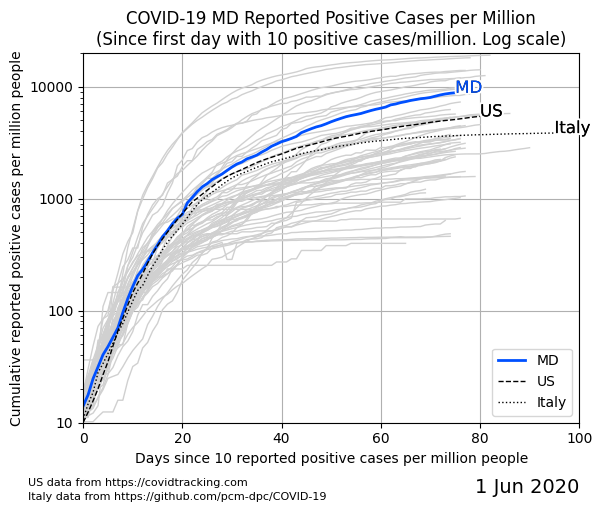 COVID-19 MD Reported Positive Cases per Million
(Since first day with 10 positive cases/million. Log scale)
Cumulative reported positive cases per million people
10000
1000
100
10
MD
US
Italy
MD
US
Italy
0 20 40 60 80 100
Days since 10 reported positive cases per million people
US data from https://covidtracking.com
Italy data from https://github.com/pcm-dpc/COVID-19
1 Jun 2020